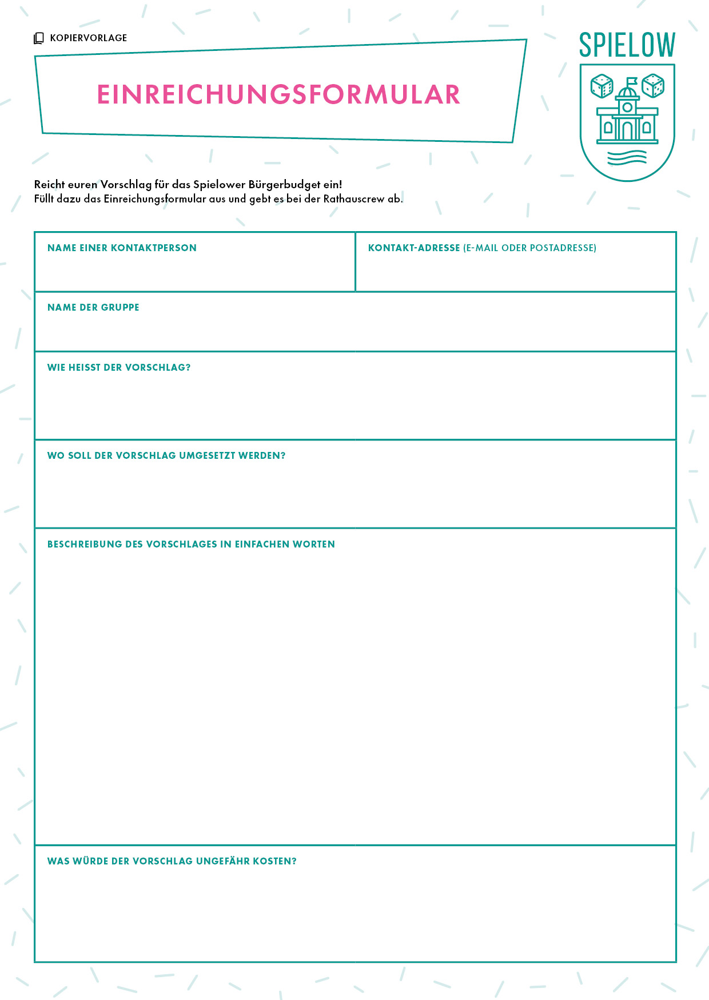 KOPIERVORLAGE
SPIELOW
EINREICHUNGSFORMULAR
Reicht euren Vorschlag für das Spielower Bürgerbudget ein!
Füllt dazu das Einreichungsformular aus und gebt es bei der Rathauscrew ab.
NAME EINER KONTAKTPERSON
KONTAKT-ADRESSE (E-MAIL ODER POSTADRESSE)
NAME DER GRUPPE
WIE HEISST DER VORSCHLAG?
WO SOLL DER VORSCHLAG UMGESETZT WERDEN?
BESCHREIBUNG DES VORSCHLAGES IN EINFACHEN WORTEN
WAS WÜRDE DER VORSCHLAG UNGEFÄHR KOSTEN?